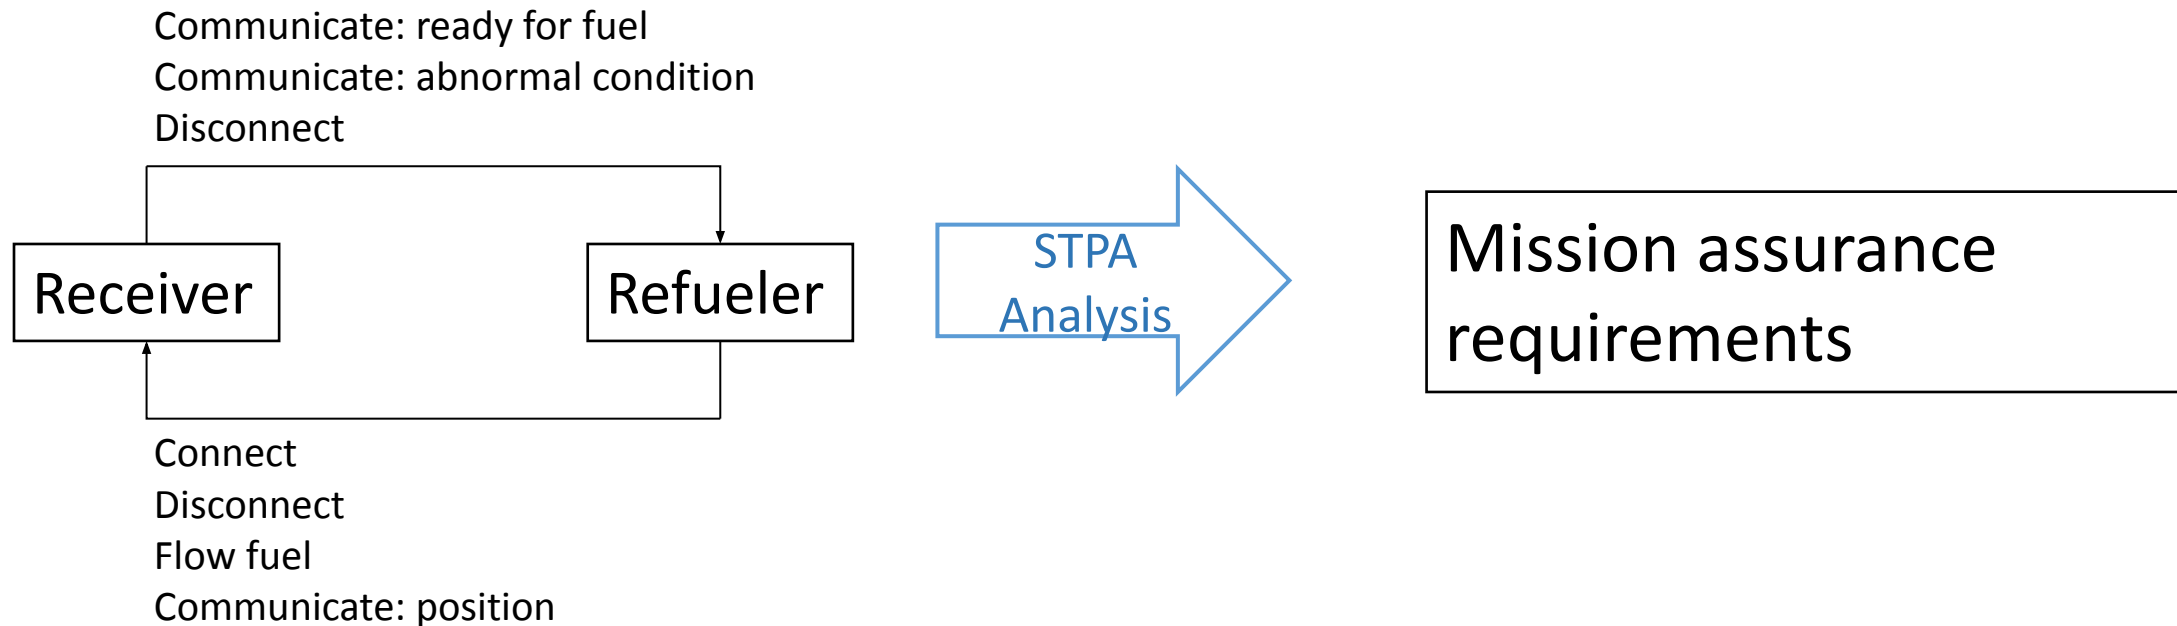 Communicate: ready for fuel
Communicate: abnormal condition
Disconnect
Receiver
Refueler
STPA
Analysis
Mission assurance
requirements
Connect
Disconnect
Flow fuel
Communicate: position